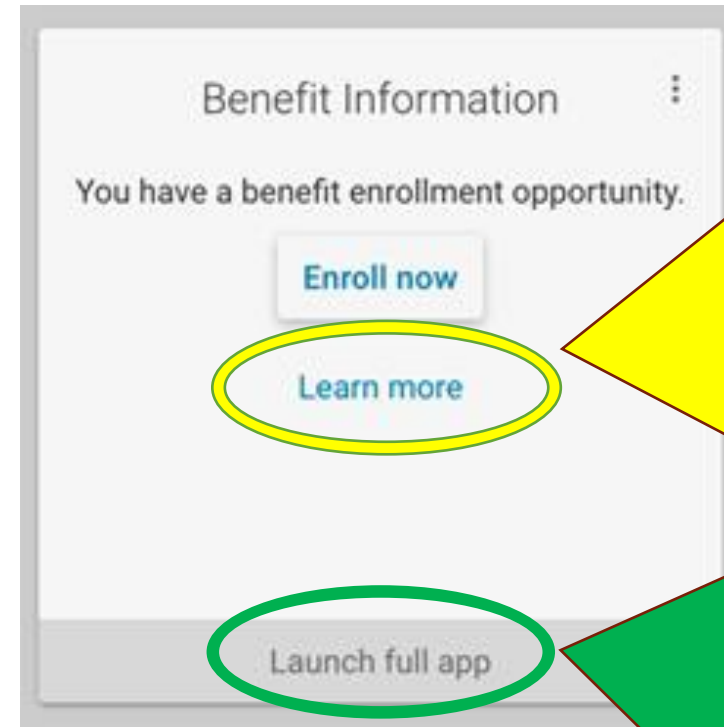 Benefit Information
You have a benefit enrollment opportunity.
Enroll now
Learn more
Launch full app